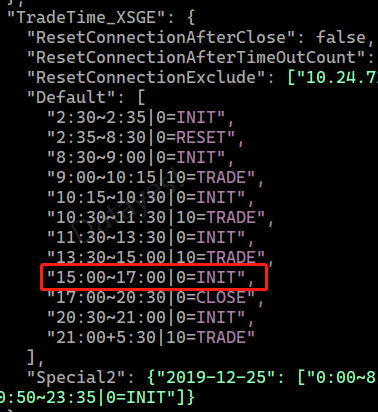 },
"TradeTime_XSGE": {
"ResetConnectionAfterClose": false,
"ResetConnectionAfterTimeOutCount":
"ResetConnectionExclude": ["10.24.7
"Default": [
"2:30~2:35|0=INIT",
"2:35~8:30|0=RESET",
"8:30~9:00|0=INIT",
"9:00~10:15|10=TRADE",
"10:15~10:30|0=INIT",
"10:30~11:30|10=TRADE",
"11:30~13:30|0=INIT",
"13:30~15:00|10=TRADE",
"15:00~17:00|0=INIT",
"17:00~20:30|0=CLOSE",
"20:30~21:00|0=INIT",
"21:00+5:30|10=TRADE"
],
"Special2": {"2019-12-25": ["0:00~8
0:50~23:35|0=INIT"]}